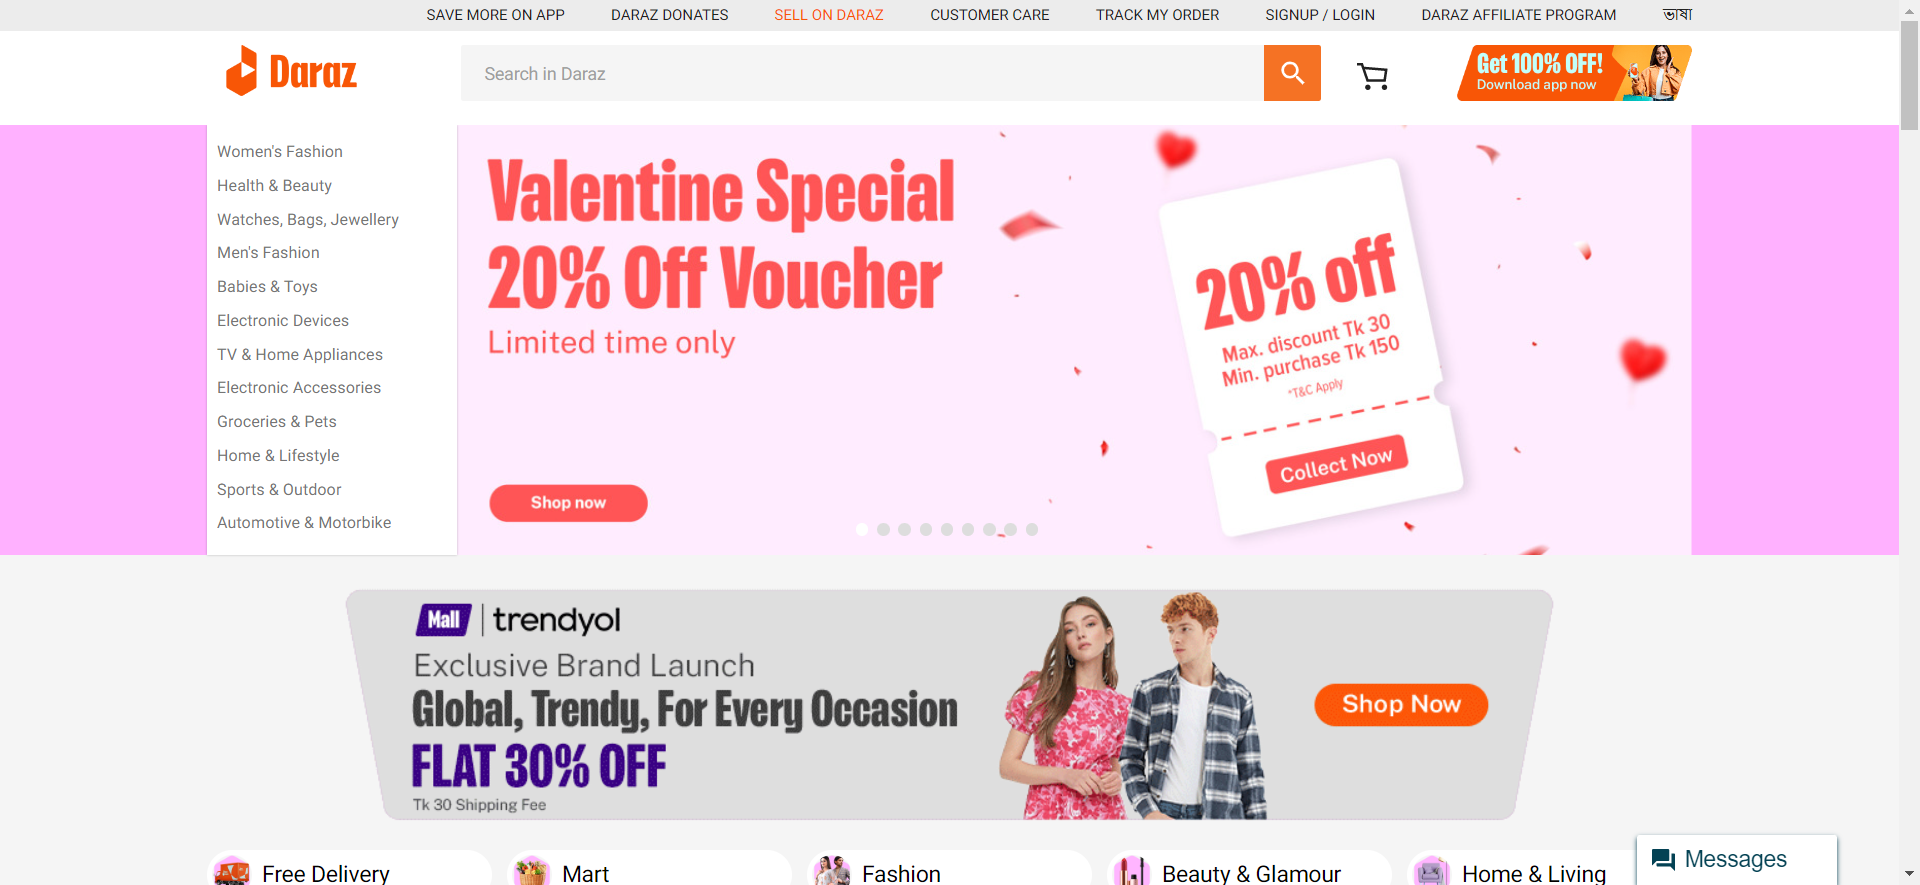 SAVE MORE ON APP
DARAZ DONATES
SELL ON DARAZ
CUSTOMER CARE
TRACK MY ORDER
SIGNUP / LOGIN
DARAZ AFFILIATE PROGRAM
ভাষা
Daraz
Search in Daraz
Get 100% OFF!
Download app now
Women's Fashion
Health & Beauty
Watches, Bags, Jewellery
Men's Fashion
Babies & Toys
Electronic Devices
TV & Home Appliances
Electronic Accessories
Groceries & Pets
Home & Lifestyle
Sports & Outdoor
Automotive & Motorbike
Valentine Special
20% Off Voucher
Limited time only
Shop now
20% off
Max. discount Tk 30
Min. purchase Tk 150
*T&C Apply
Collect Now
Mall
trendyol
Exclusive Brand Launch
Global, Trendy, For Every Occasion
FLAT 30% OFF
Tk 30 Shipping Fee
Shop Now
Free Delivery
Mart
Fashion
Beauty & Glamour
Home & Living
Messages